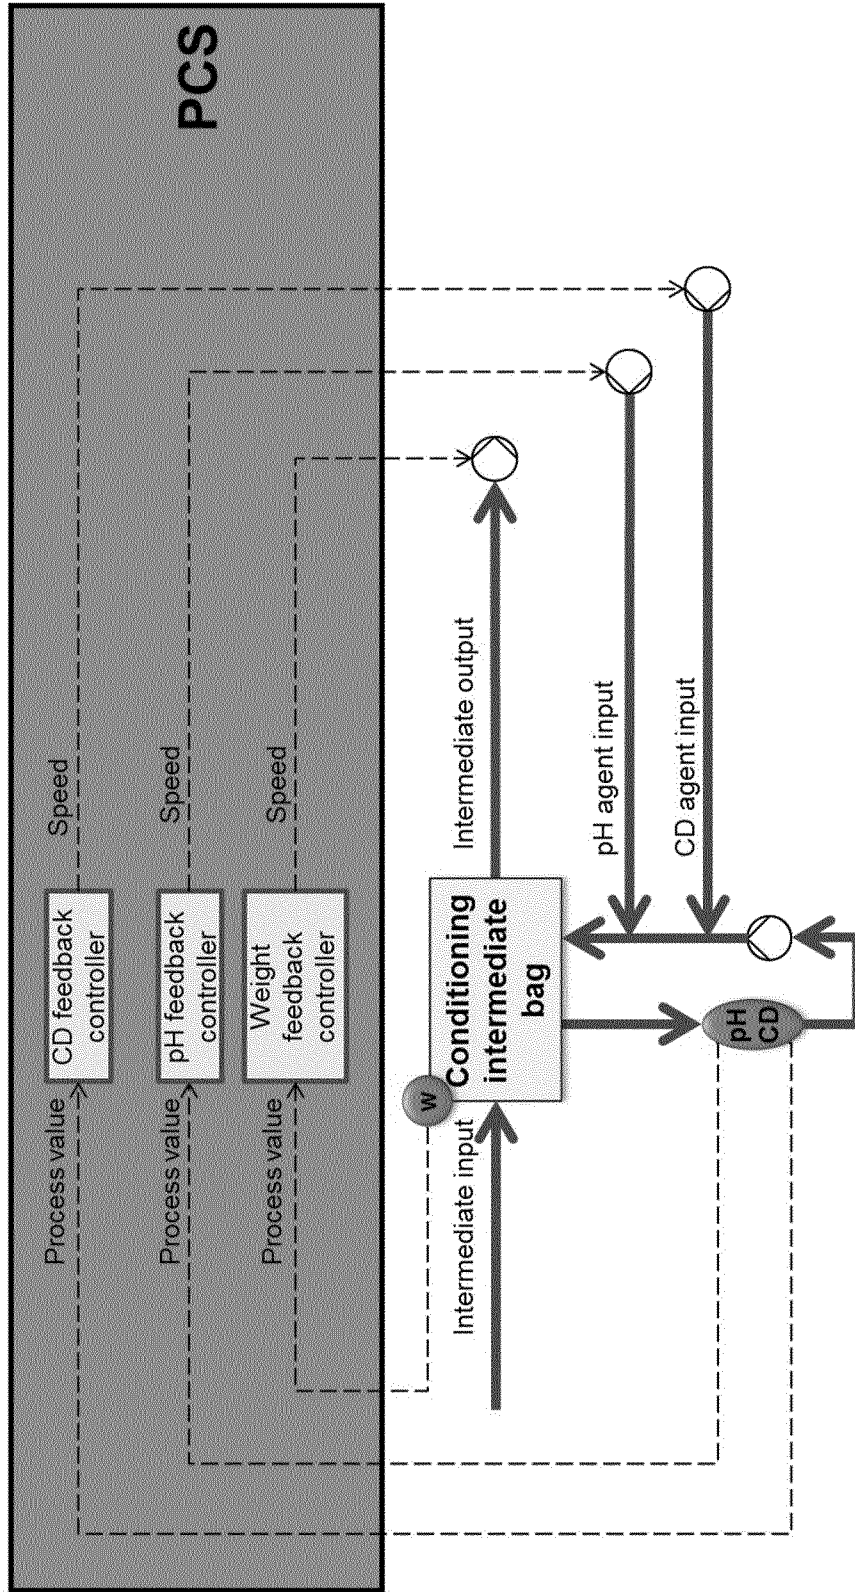 PCS
Process value
CD feedback
controller
Speed
Process value
pH feedback
controller
Speed
Process value
Weight
feedback
controller
Speed
w
Conditioning
intermediate
bag
Intermediate input
Intermediate output
pH agent input
CD agent input
pH
CD